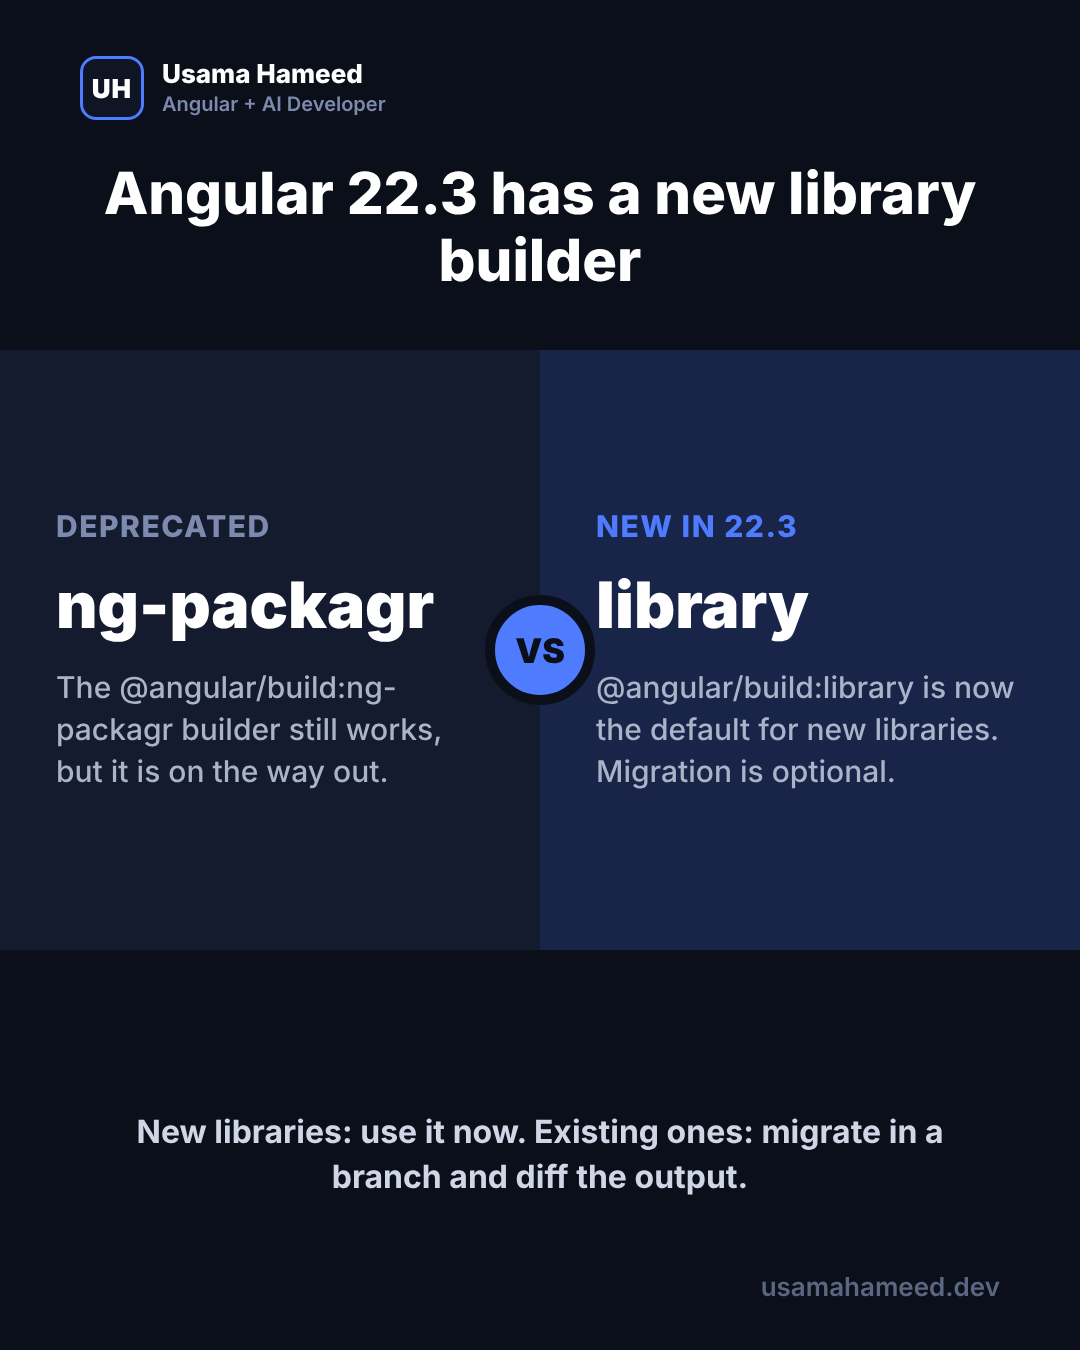 UH
Usama Hameed
Angular + AI Developer
Angular 22.3 has a new library
builder
DEPRECATED
ng-packagr
The @angular/build:ng-
packagr builder still works,
but it is on the way out.
VS
NEW IN 22.3
library
@angular/build:library is now
the default for new libraries.
Migration is optional.
New libraries: use it now. Existing ones: migrate in a
branch and diff the output.
usamahameed.dev